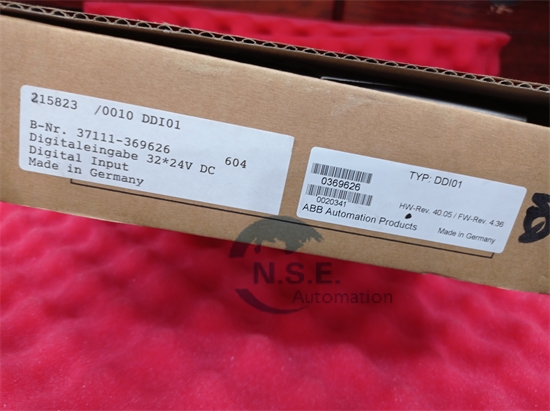 215823 /0010 DDI01
B-Nr. 37111-369626
Digitaleingabe 32*24V DC 604
Digital Input
Made in Germany
TYP: DDI01
0369626
HW-Rev. 40.05 / FW-Rev. 4.36
0020341
ABB Automation Products
Made in Germany
N.S.E.
Automation